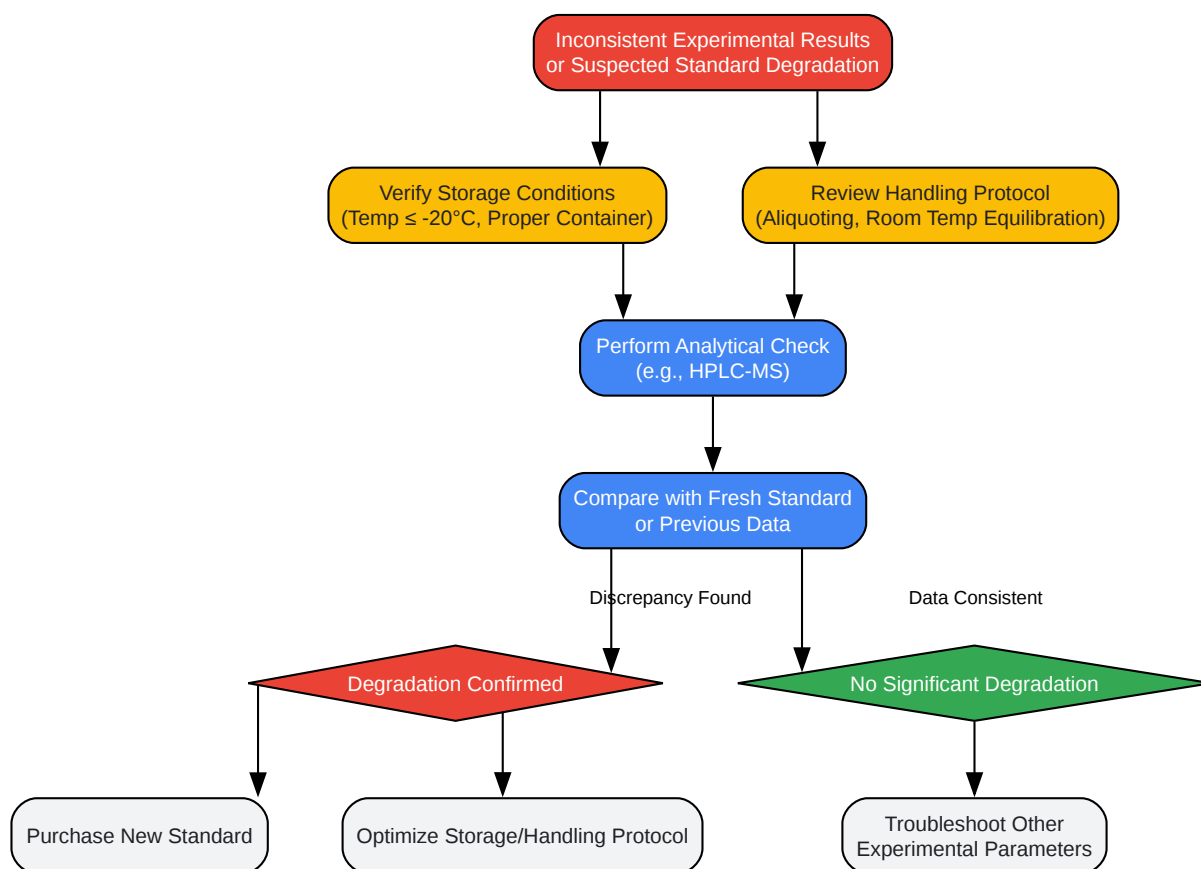 Inconsistent Experimental Results
or Suspected Standard Degradation
Verify Storage Conditions
(Temp ≤ -20°C, Proper Container)
Review Handling Protocol
(Aliquoting, Room Temp Equilibration)
Perform Analytical Check
(e.g., HPLC-MS)
Compare with Fresh Standard
or Previous Data
Discrepancy Found
Data Consistent
Degradation Confirmed
No Significant Degradation
Purchase New Standard
Optimize Storage/Handling Protocol
Troubleshoot Other
Experimental Parameters